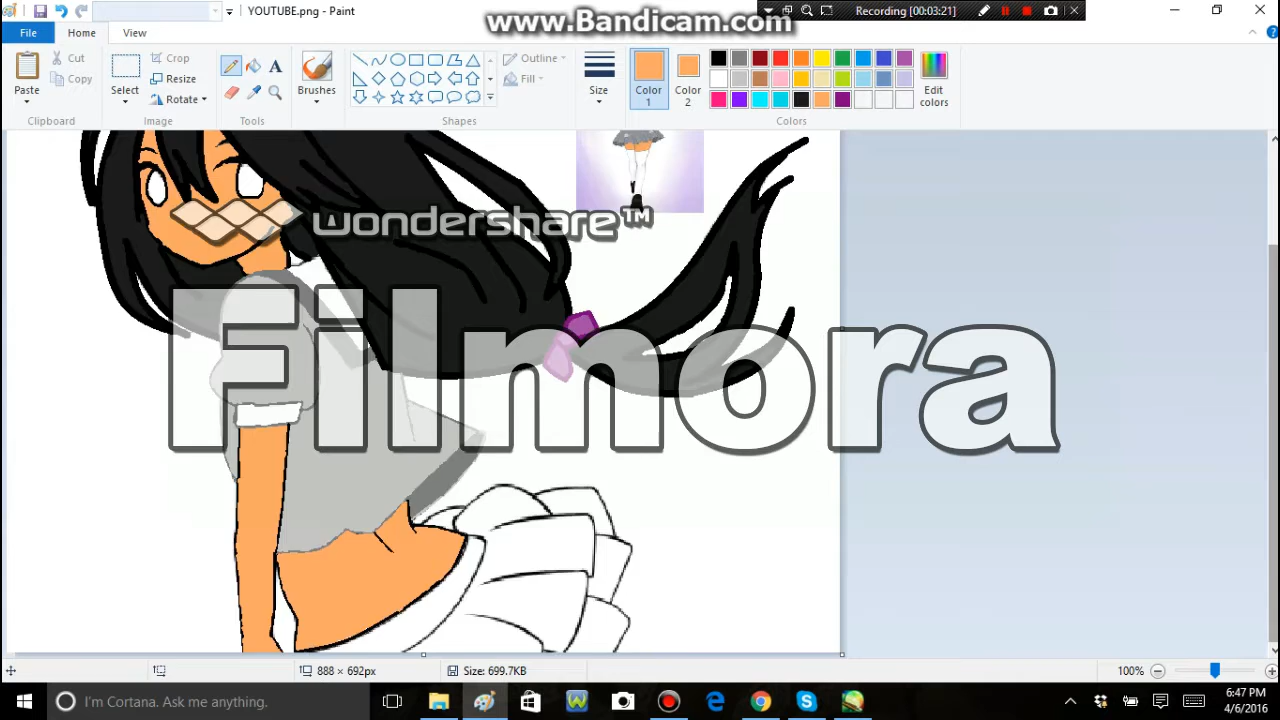 YOUTUBE.png - Paint
www.Bandicam.com
Recording [00:03:21]
File
Home
View
Paste
Cut
Copy
Clipboard
Select
Crop
Resize
Rotate
Image
A
Tools
Brushes
Outline
Fill
Shapes
Size
Color
1
Color
2
Edit
colors
Colors
wondershare™
Filmora
888 × 692px
Size: 699.7KB
100%
I'm Cortana. Ask me anything.
6:47 PM
4/6/2016